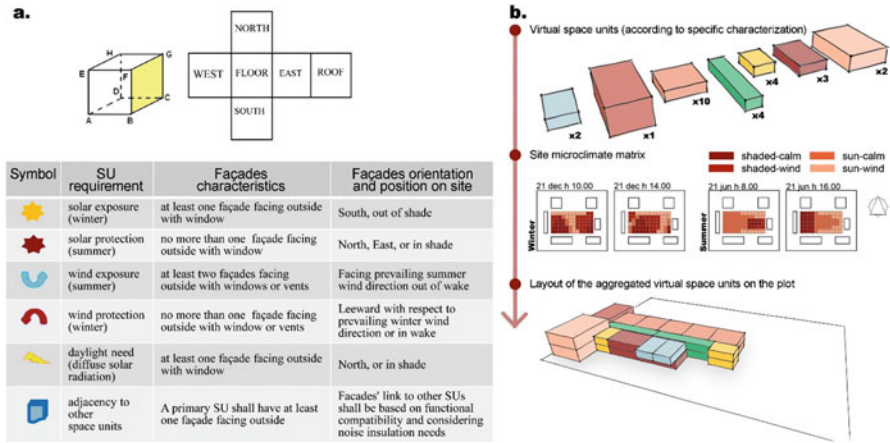 a.
H
G
E
F
D
C
A
B
NORTH
WEST
FLOOR
EAST
ROOF
SOUTH
Symbol
SU requirement
Façades characteristics
Façades orientation and position on site
solar exposure (winter)
at least one façade facing outside with window
South, out of shade
solar protection (summer)
no more than one façade facing outside with window
North, East, or in shade
wind exposure (summer)
at least two façades facing outside with windows or vents
Facing prevailing summer wind direction out of wake
wind protection (winter)
no more than one façade facing outside with window or vents
Leeward with respect to prevailing winter wind direction or in wake
daylight need (diffuse solar radiation)
at least one façade facing outside with window
North, or in shade
adjacency to other space units
A primary SU shall have at least one façade facing outside
Facades' link to other SUs shall be based on functional compatibility and considering noise insulation needs
b.
Virtual space units (according to specific characterization)
x2
x1
x10
x4
x4
x3
x2
Site microclimate matrix
shaded-calm
sun-calm
shaded-wind
sun-wind
21 dec h 10.00
21 dec h 14.00
21 jun h 8.00
21 jun h 16.00
Winter
Summer
Layout of the aggregated virtual space units on the plot